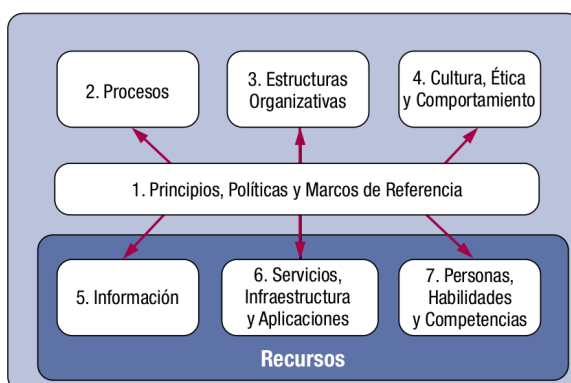 2. Procesos
3. Estructuras
Organizativas
4. Cultura, Ética
y Comportamiento
1. Principios, Políticas y Marcos de Referencia
5. Información
6. Servicios,
Infraestructura
y Aplicaciones
7. Personas,
Habilidades
y Competencias
Recursos